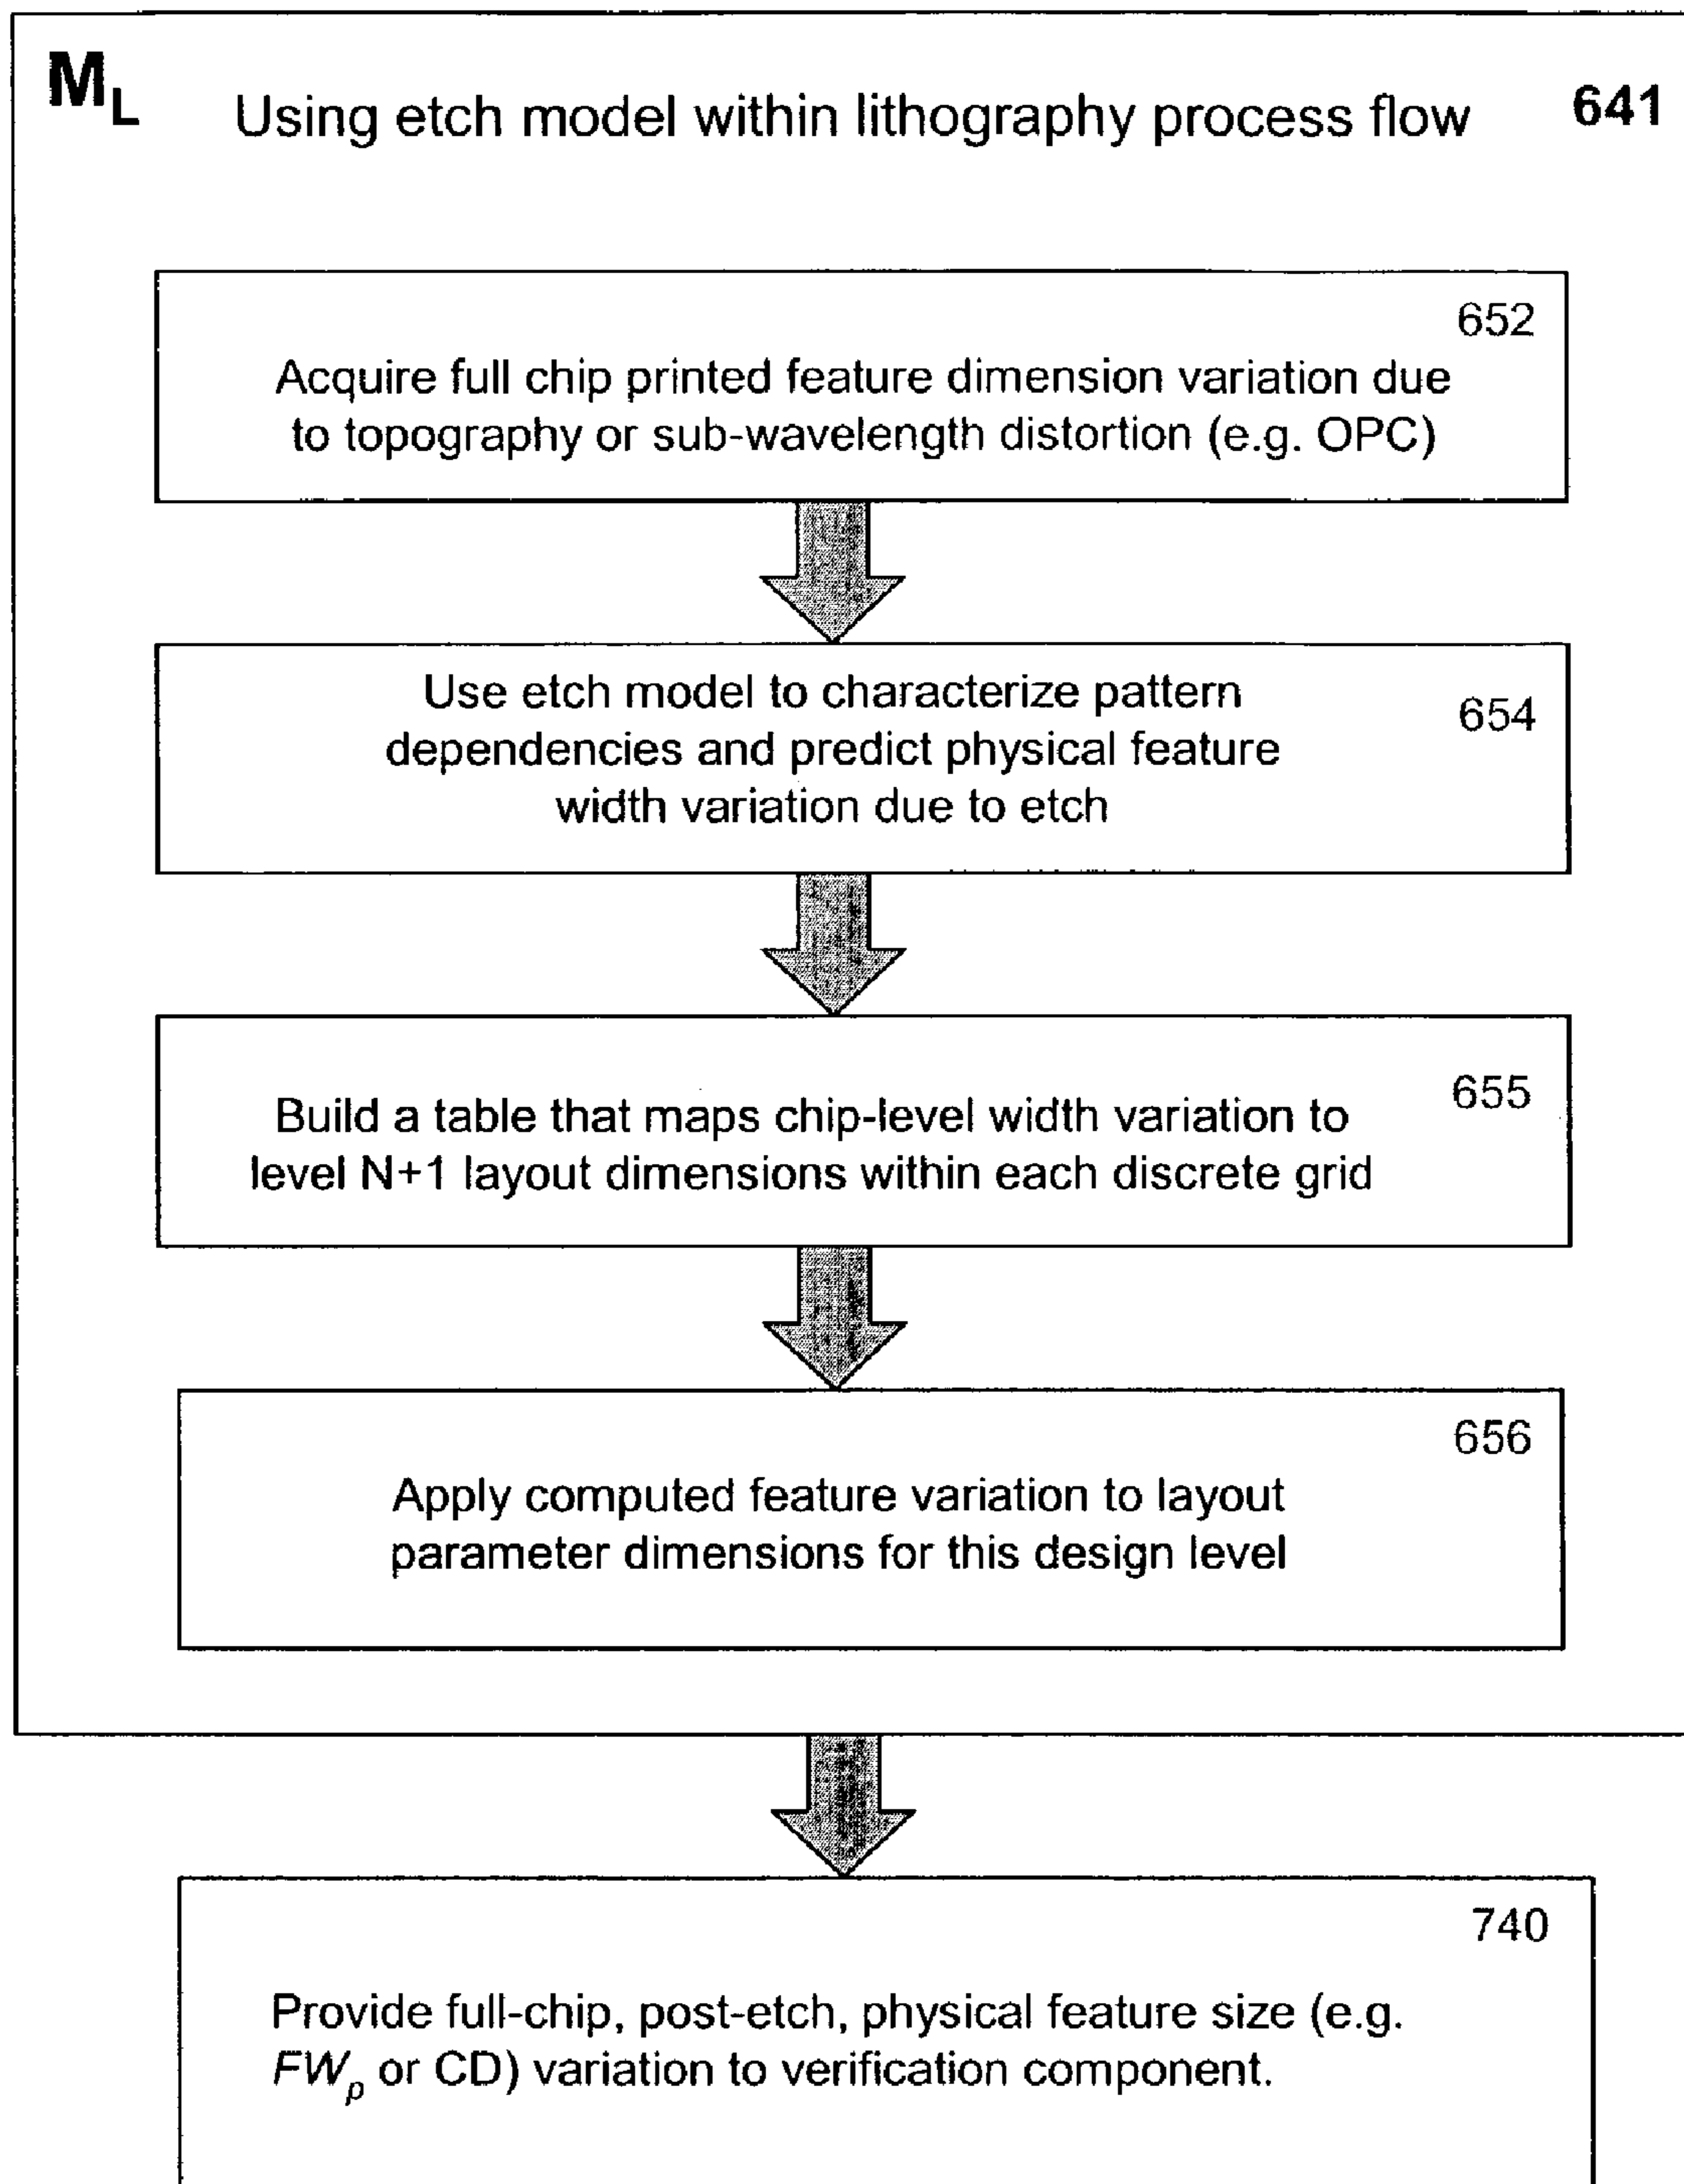 M_L Using etch model within lithography process flow 641
652
Acquire full chip printed feature dimension variation due
to topography or sub-wavelength distortion (e.g. OPC)
Use etch model to characterize pattern
654
dependencies and predict physical feature
width variation due to etch
655
Build a table that maps chip-level width variation to
level N+1 layout dimensions within each discrete grid
656
Apply computed feature variation to layout
parameter dimensions for this design level
740
Provide full-chip, post-etch, physical feature size (e.g.
FW_p or CD) variation to verification component.